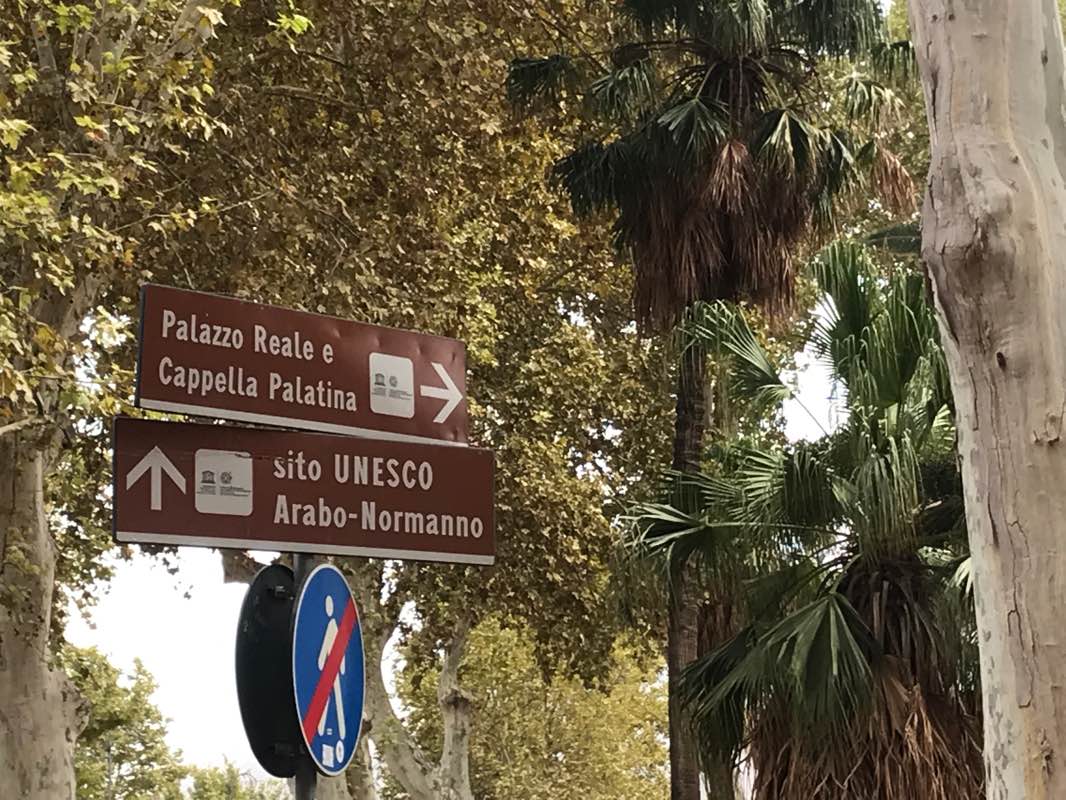 Palazzo Reale e
Cappella Palatina
sito UNESCO
Arabo-Normanno